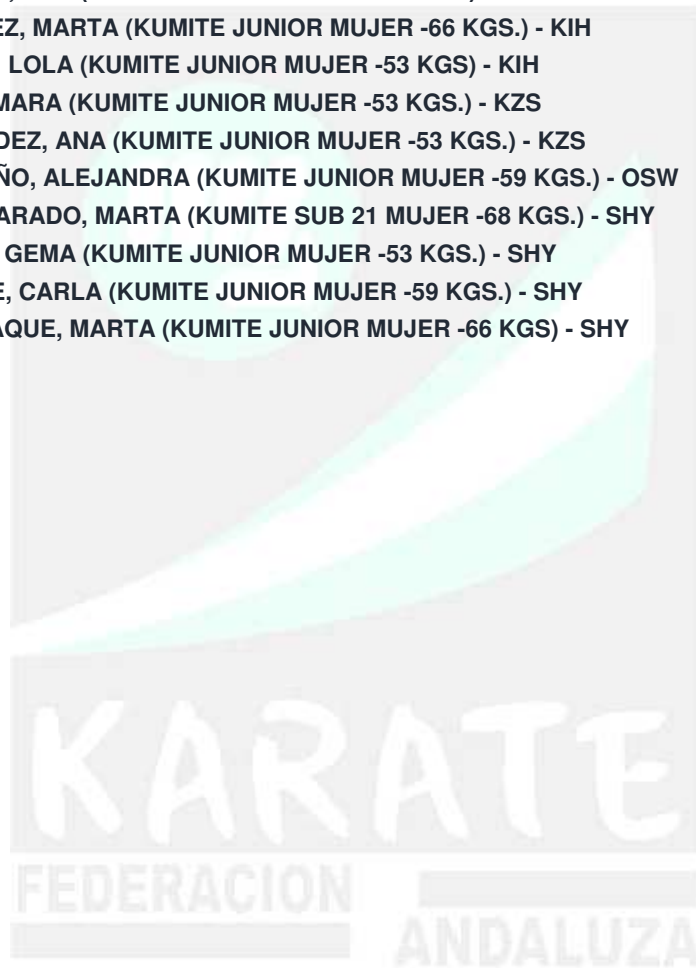 EZ, MARTA (KUMITE JUNIOR MUJER -66 KGS.) - KIH
LOLA (KUMITE JUNIOR MUJER -53 KGS) - KIH
MARA (KUMITE JUNIOR MUJER -53 KGS.) - KZS
DEZ, ANA (KUMITE JUNIOR MUJER -53 KGS.) - KZS
ÑO, ALEJANDRA (KUMITE JUNIOR MUJER -59 KGS.) - OSW
ARADO, MARTA (KUMITE SUB 21 MUJER -68 KGS.) - SHY
GEMA (KUMITE JUNIOR MUJER -53 KGS.) - SHY
E, CARLA (KUMITE JUNIOR MUJER -59 KGS.) - SHY
AQUE, MARTA (KUMITE JUNIOR MUJER -66 KGS) - SHY
KARATE
FEDERACION
ANDALUZA